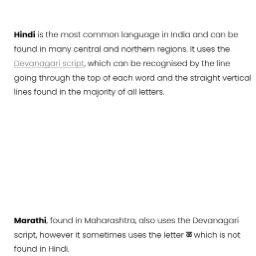 Hindi is the most common language in India and can be
found in many central and northern regions. It uses the
Devanagari script, which can be recognised by the line
going through the top of each word and the straight vertical
lines found in the majority of all letters.
Marathi, found in Maharashtra, also uses the Devanagari
script, however it sometimes uses the letter ळ which is not
found in Hindi.